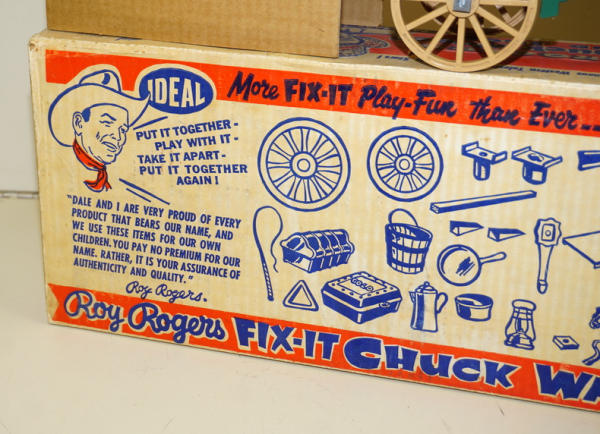 IDEAL
More FIX-IT Play-Fun than Ever...
PUT IT TOGETHER-
PLAY WITH IT-
TAKE IT APART-
PUT IT TOGETHER
AGAIN!
"DALE AND I ARE VERY PROUD OF EVERY
PRODUCT THAT BEARS OUR NAME, AND
WE USE THESE ITEMS FOR OUR OWN
CHILDREN. YOU PAY NO PREMIUM FOR OUR
NAME. RATHER, IT IS YOUR ASSURANCE OF
AUTHENTICITY AND QUALITY."
Roy Rogers.
Roy Rogers FIX-IT CHUCK WA